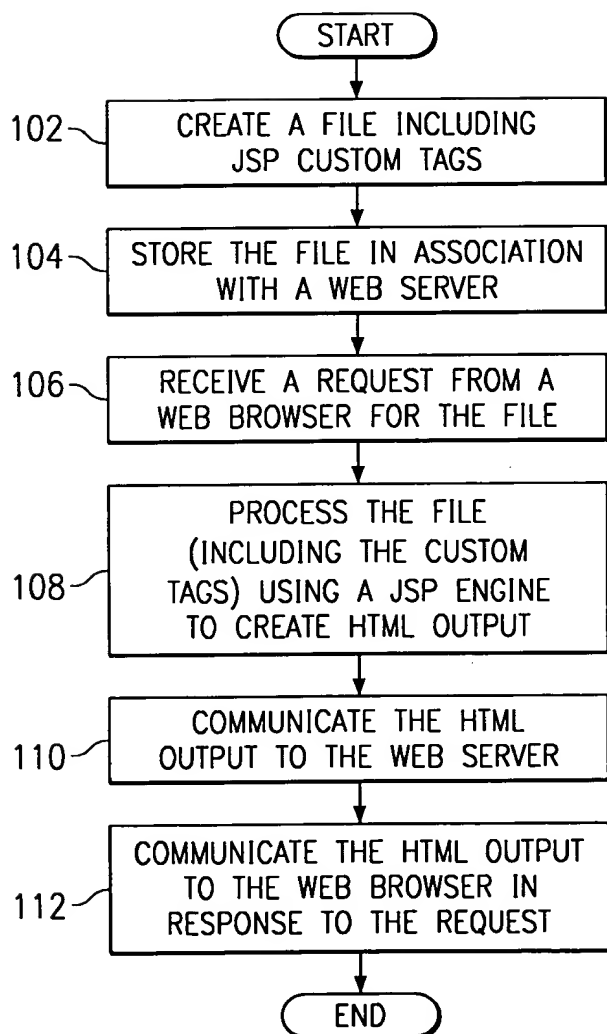 START
102
CREATE A FILE INCLUDING
JSP CUSTOM TAGS
104
STORE THE FILE IN ASSOCIATION
WITH A WEB SERVER
106
RECEIVE A REQUEST FROM A
WEB BROWSER FOR THE FILE
108
PROCESS THE FILE
(INCLUDING THE CUSTOM
TAGS) USING A JSP ENGINE
TO CREATE HTML OUTPUT
110
COMMUNICATE THE HTML
OUTPUT TO THE WEB SERVER
112
COMMUNICATE THE HTML OUTPUT
TO THE WEB BROWSER IN
RESPONSE TO THE REQUEST
END